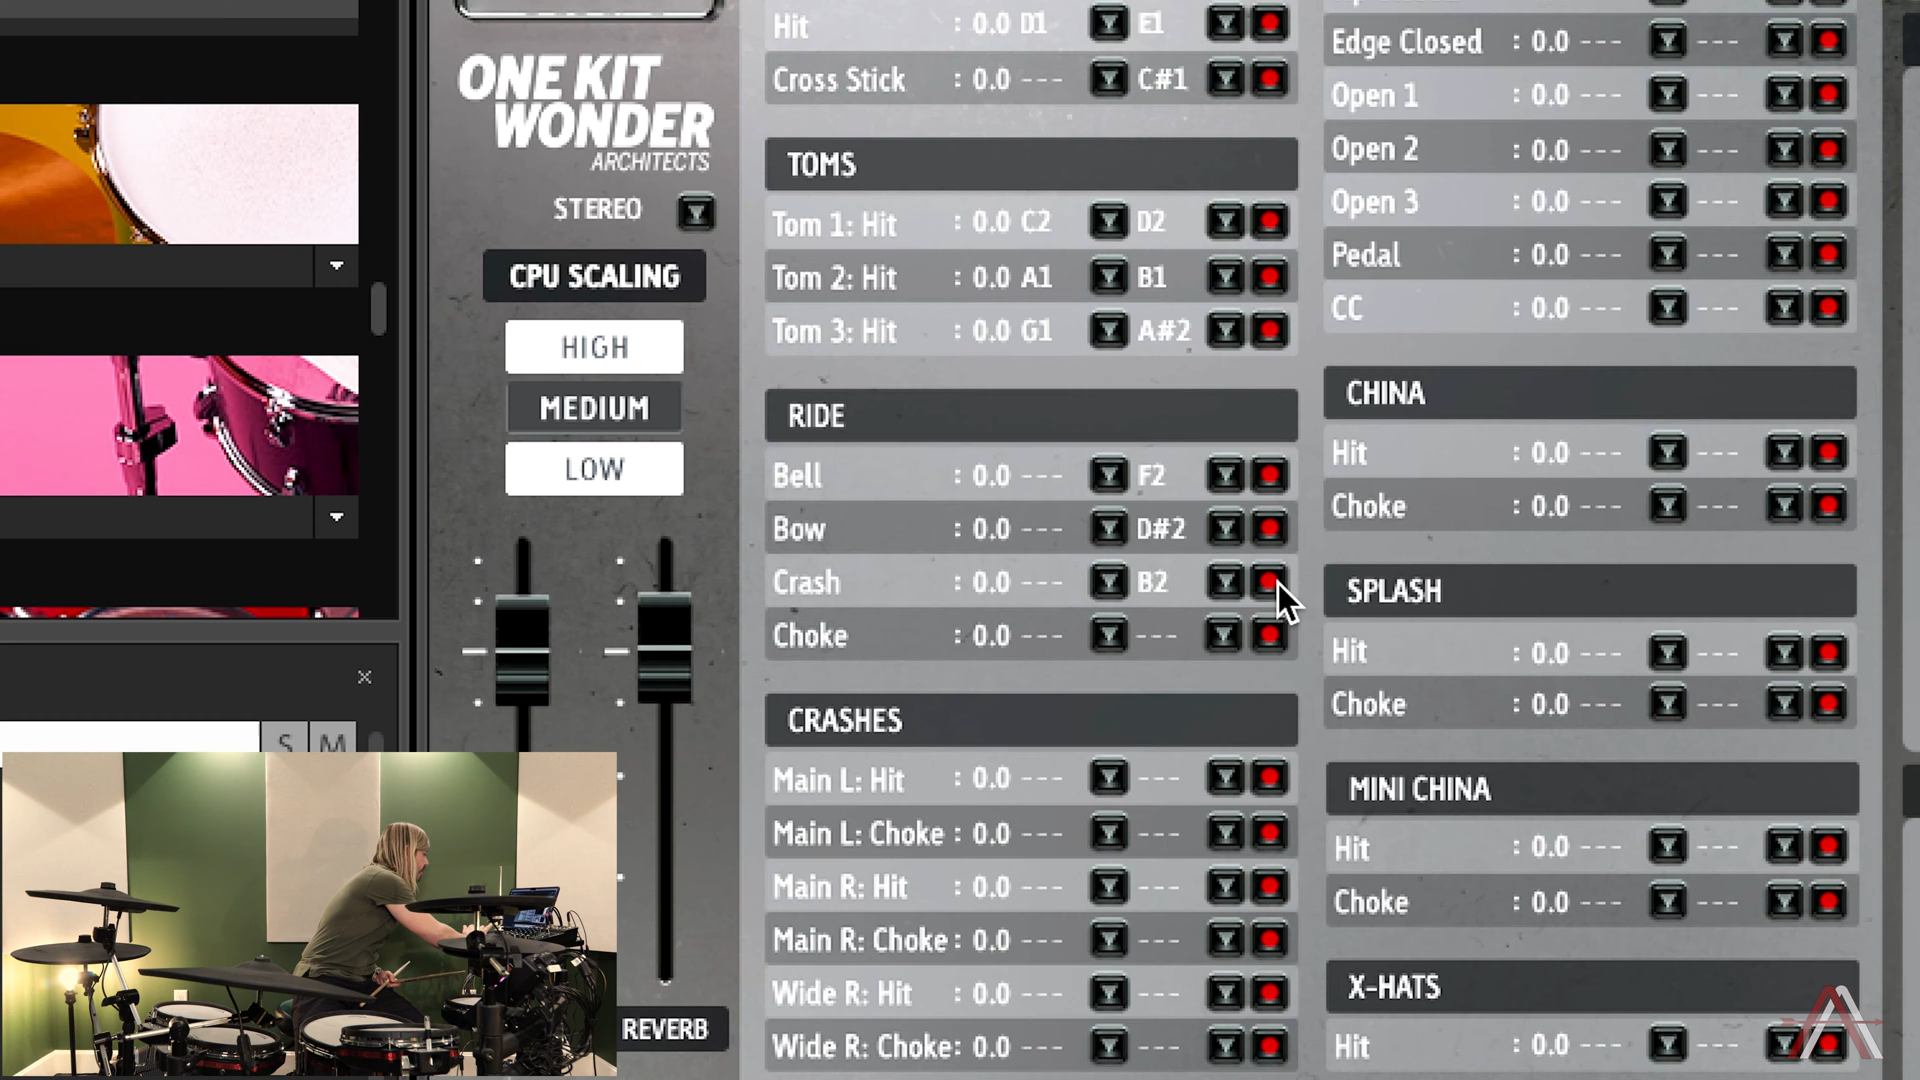 ONE KIT
WONDER
ARCHITECTS
STEREO
CPU SCALING
HIGH
MEDIUM
LOW
REVERB
S M
Hit : 0.0 D1 E1
Cross Stick : 0.0 --- C#1
TOMS
Tom 1: Hit : 0.0 C2 D2
Tom 2: Hit : 0.0 A1 B1
Tom 3: Hit : 0.0 G1 A#2
RIDE
Bell : 0.0 --- F2
Bow : 0.0 --- D#2
Crash : 0.0 --- B2
Choke : 0.0 --- ---
CRASHES
Main L: Hit : 0.0 --- ---
Main L: Choke : 0.0 --- ---
Main R: Hit : 0.0 --- ---
Main R: Choke : 0.0 --- ---
Wide R: Hit : 0.0 --- ---
Wide R: Choke: 0.0 --- ---
Edge Closed : 0.0 --- ---
Open 1 : 0.0 --- ---
Open 2 : 0.0 --- ---
Open 3 : 0.0 --- ---
Pedal : 0.0 --- ---
CC : 0.0 --- ---
CHINA
Hit : 0.0 --- ---
Choke : 0.0 --- ---
SPLASH
Hit : 0.0 --- ---
Choke : 0.0 --- ---
MINI CHINA
Hit : 0.0 --- ---
Choke : 0.0 --- ---
X-HATS
Hit : 0.0 --- ---